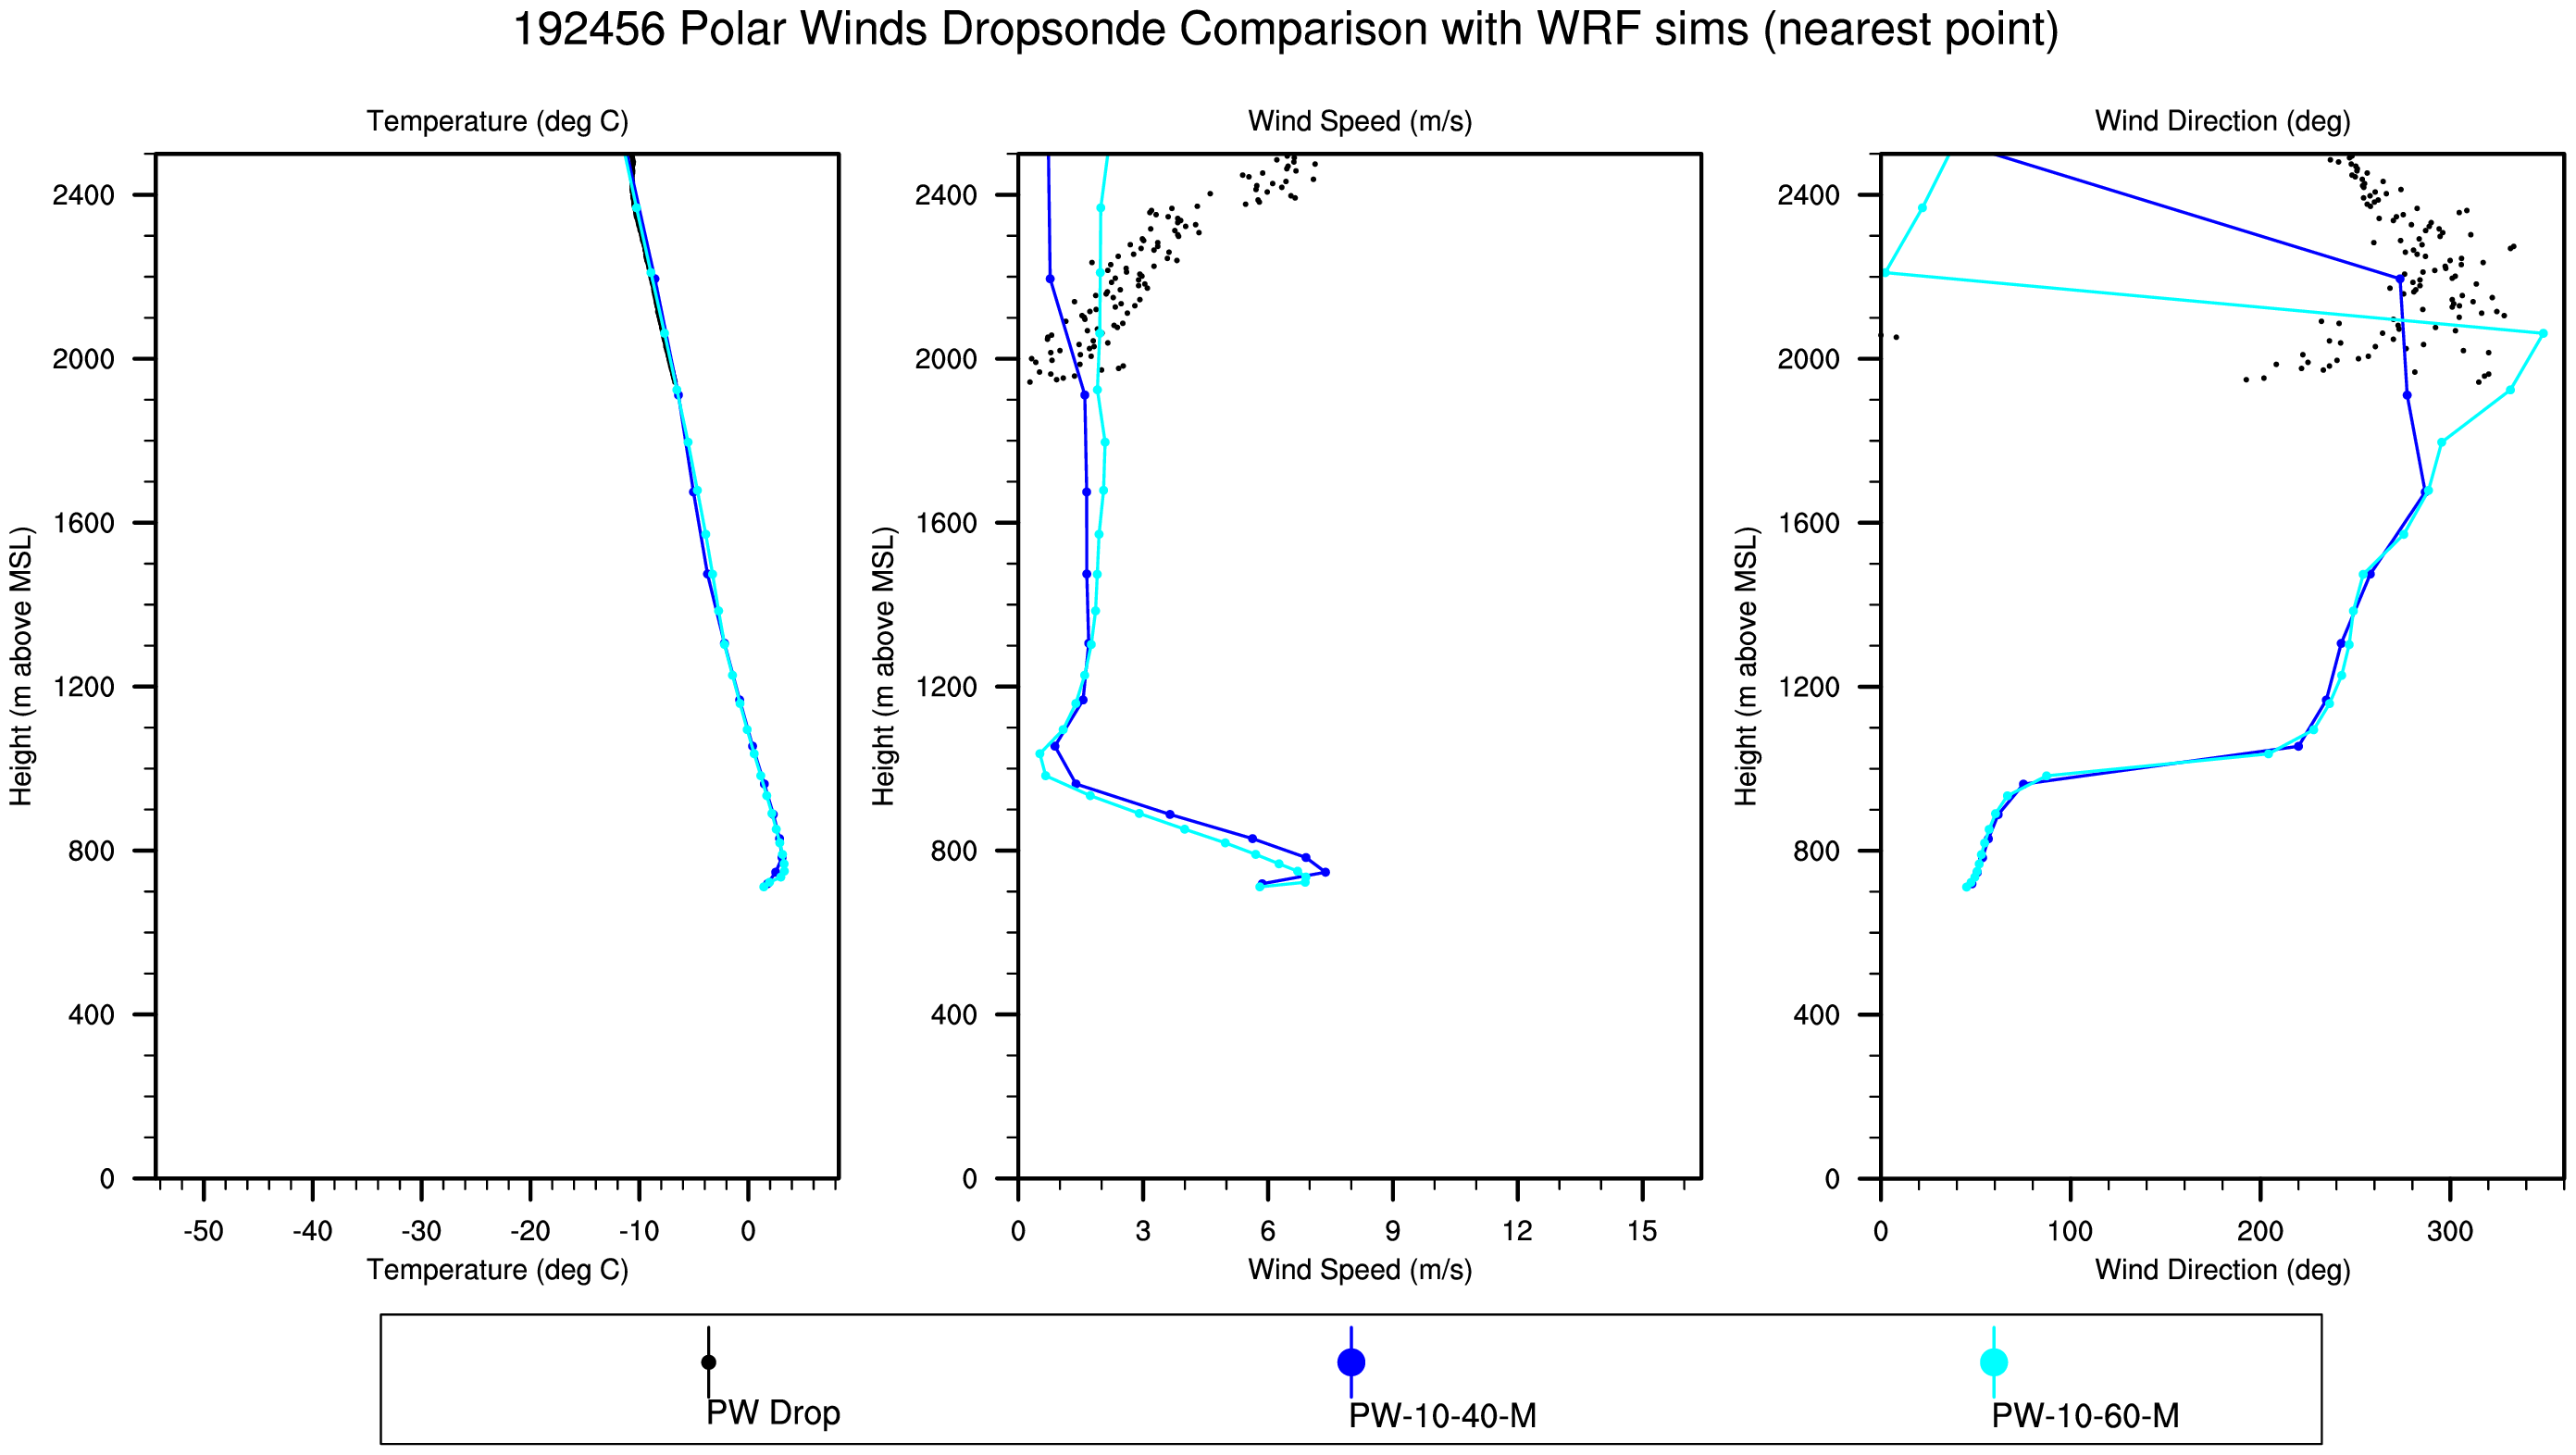 192456 Polar Winds Dropsonde Comparison with WRF sims (nearest point)
Temperature (deg C)
Wind Speed (m/s)
Wind Direction (deg)
2400
2000
1600
1200
800
400
0
Height (m above MSL)
-50 -40 -30 -20 -10 0
Temperature (deg C)
2400
2000
1600
1200
800
400
0
Height (m above MSL)
0 3 6 9 12 15
Wind Speed (m/s)
2400
2000
1600
1200
800
400
0
Height (m above MSL)
0 100 200 300
Wind Direction (deg)
PW Drop
PW-10-40-M
PW-10-60-M